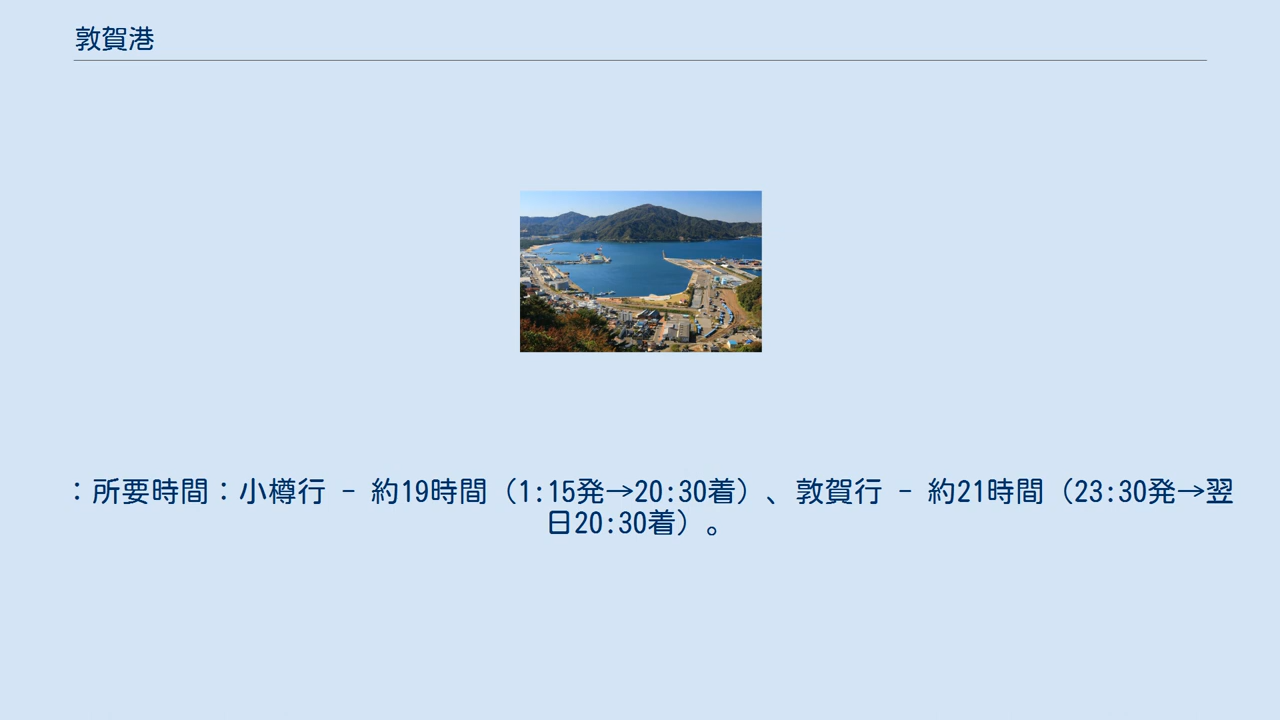 敦賀港
：所要時間：小樽行 - 約19時間（1:15発→20:30着）、敦賀行 - 約21時間（23:30発→翌
日20:30着）。